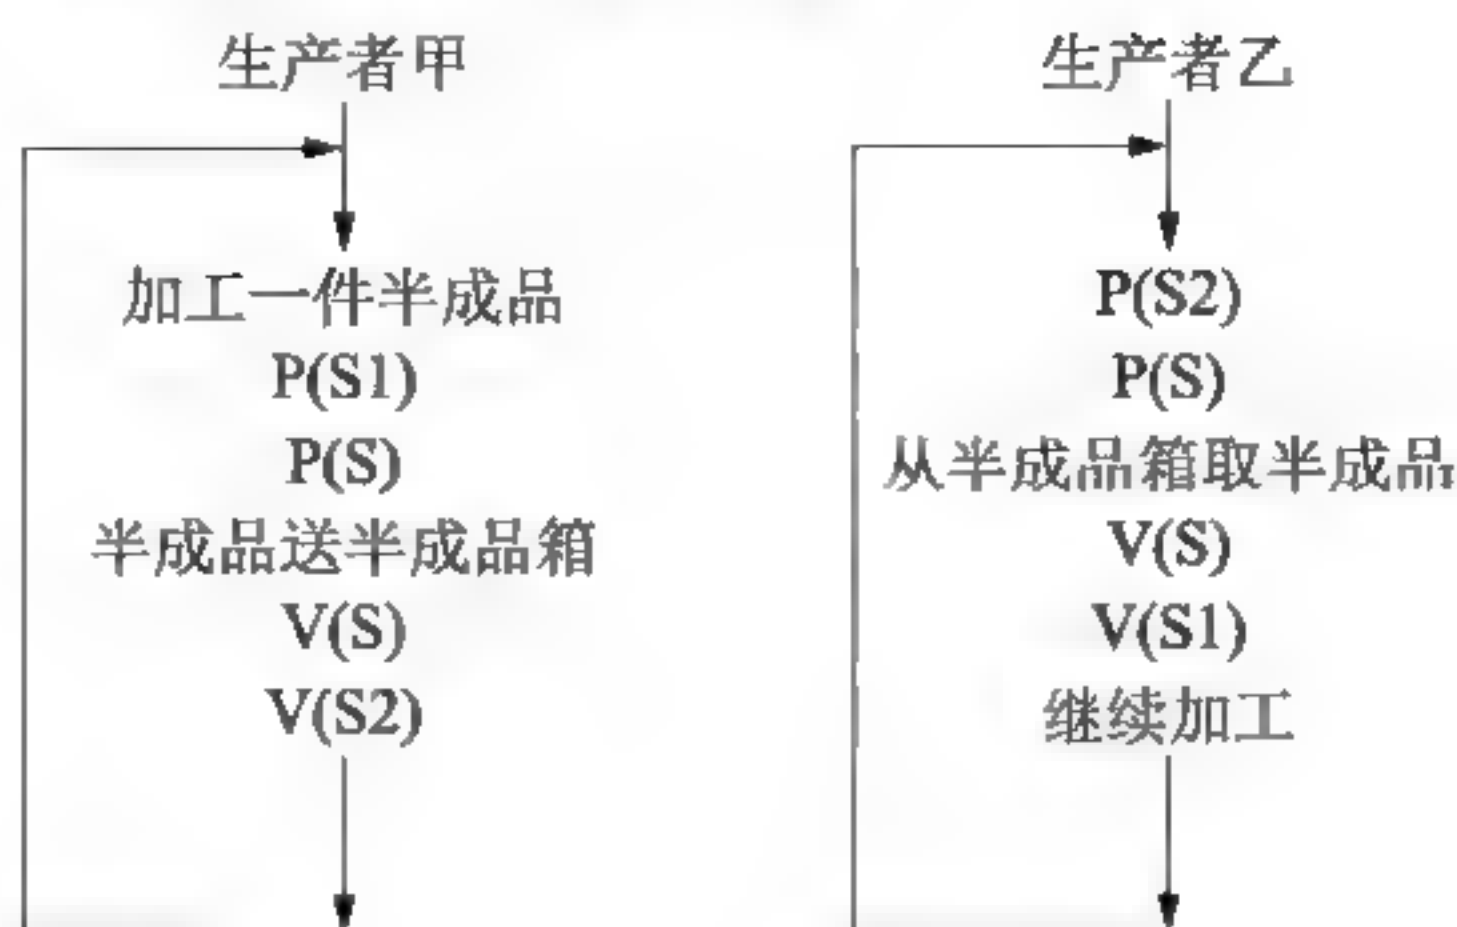 生产者甲
加工一件半成品
P(S1)
P(S)
半成品送半成品箱
V(S)
V(S2)
生产者乙
P(S2)
P(S)
从半成品箱取半成品
V(S)
V(S1)
继续加工